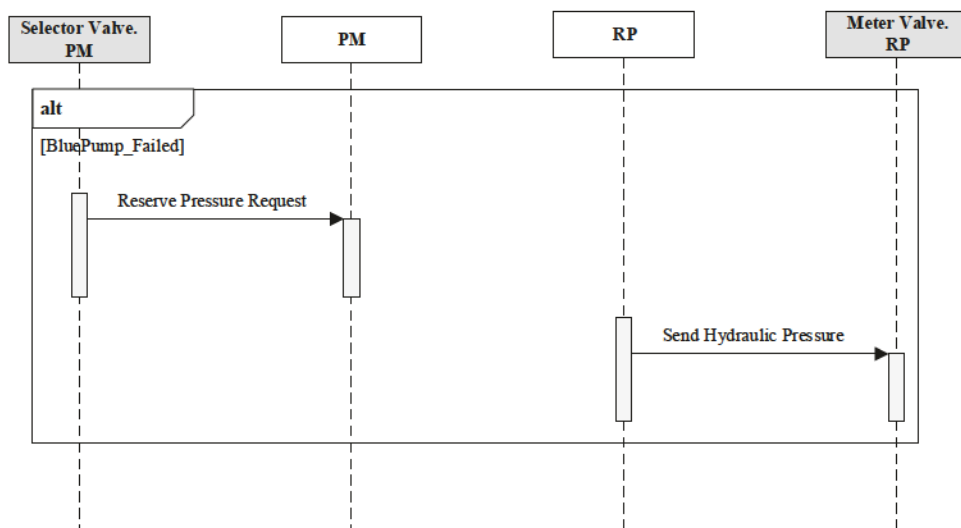 Selector Valve.
PM
PM
RP
Meter Valve.
RP
alt
[BluePump_Failed]
Reserve Pressure Request
Send Hydraulic Pressure